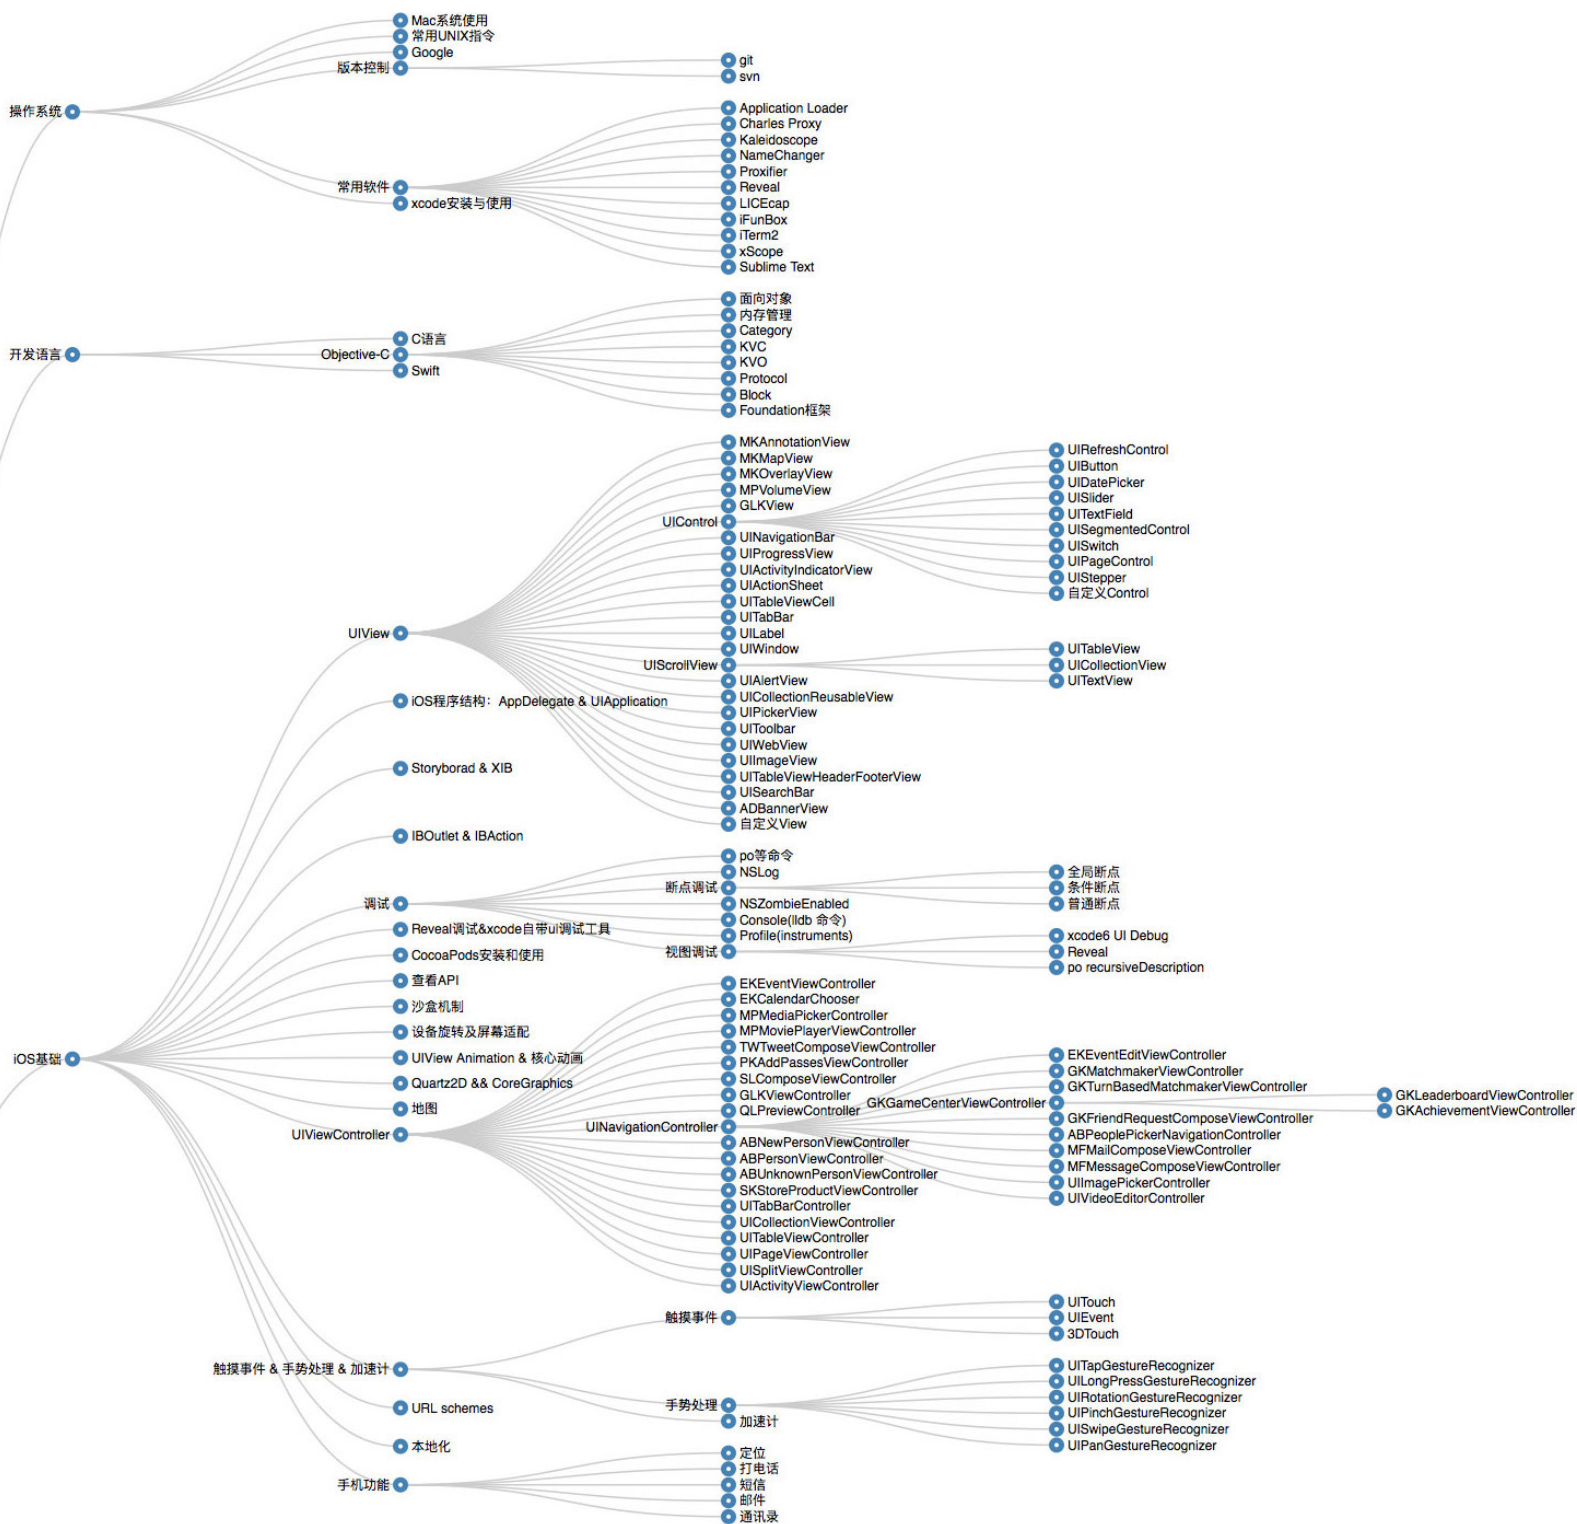 Mac系统使用
常用UNIX指令
Google
版本控制
git
svn
操作系统
Application Loader
Charles Proxy
Kaleidoscope
NameChanger
Proxifier
常用软件
Reveal
xcode安装与使用
LICEcap
iFunBox
iTerm2
xScope
Sublime Text
面向对象
内存管理
Category
C语言
KVC
开发语言
Objective-C
KVO
Swift
Protocol
Block
Foundation框架
MKAnnotationView
MKMapView
MKOverlayView
MPVolumeView
GLKView
UIControl
UIRefreshControl
UIButton
UIDatePicker
UISlider
UITextField
UISegmentedControl
UISwitch
UIPageControl
UIStepper
自定义Control
UINavigationBar
UIProgressView
UIActivityIndicatorView
UIActionSheet
UITableViewCell
UITabBar
UIView
UILabel
UIWindow
UIScrollView
UITableView
UICollectionView
UITextView
UIAlertView
UICollectionReusableView
iOS程序结构：AppDelegate & UIApplication
UIPickerView
UIToolbar
UIWebView
UIImageView
Storyborad & XIB
UITableViewHeaderFooterView
UISearchBar
ADBannerView
自定义View
IBOutlet & IBAction
po等命令
NSLog
断点调试
全局断点
条件断点
普通断点
调试
NSZombieEnabled
Console(lldb 命令)
Profile(instruments)
视图调试
xcode6 UI Debug
Reveal
po recursiveDescription
Reveal调试&xcode自带ui调试工具
CocoaPods安装和使用
查看API
沙盒机制
设备旋转及屏幕适配
iOS基础
UIView Animation & 核心动画
Quartz2D && CoreGraphics
地图
UIViewController
EKEventViewController
EKCalendarChooser
MPMediaPickerController
MPMoviePlayerViewController
TWTweetComposeViewController
PKAddPassesViewController
SLComposeViewController
GLKViewController
QLPreviewController
UINavigationController
EKEventEditViewController
GKMatchmakerViewController
GKTurnBasedMatchmakerViewController
GKGameCenterViewController
GKLeaderboardViewController
GKAchievementViewController
GKFriendRequestComposeViewController
ABPeoplePickerNavigationController
MFMailComposeViewController
MFMessageComposeViewController
UIImagePickerController
UIVideoEditorController
ABNewPersonViewController
ABPersonViewController
ABUnknownPersonViewController
SKStoreProductViewController
UITabBarController
UICollectionViewController
UITableViewController
UIPageViewController
UISplitViewController
UIActivityViewController
触摸事件
UITouch
UIEvent
3DTouch
触摸事件 & 手势处理 & 加速计
手势处理
UITapGestureRecognizer
UILongPressGestureRecognizer
UIRotationGestureRecognizer
UIPinchGestureRecognizer
UISwipeGestureRecognizer
UIPanGestureRecognizer
加速计
URL schemes
本地化
手机功能
定位
打电话
短信
邮件
通讯录